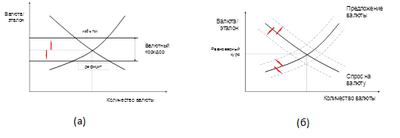 Валюта/
эталон
Валютный
коридор
Количество валюты
(а)
Валюта/
эталон
Предложение
валюты
Равновесный
курс
Спрос на
валюту
Количество валюты
(б)